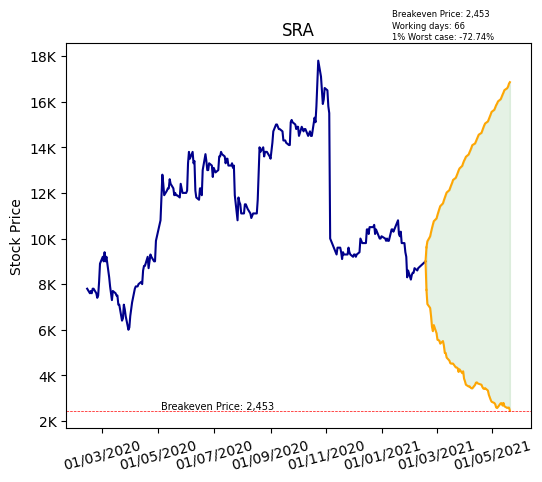 Breakeven Price: 2,453
Working days: 66
1% Worst case: -72.74%
SRA
Stock Price
18K
16K
14K
12K
10K
8K
6K
4K
2K
Breakeven Price: 2,453
01/03/2020
01/05/2020
01/07/2020
01/09/2020
01/11/2020
01/01/2021
01/03/2021
01/05/2021